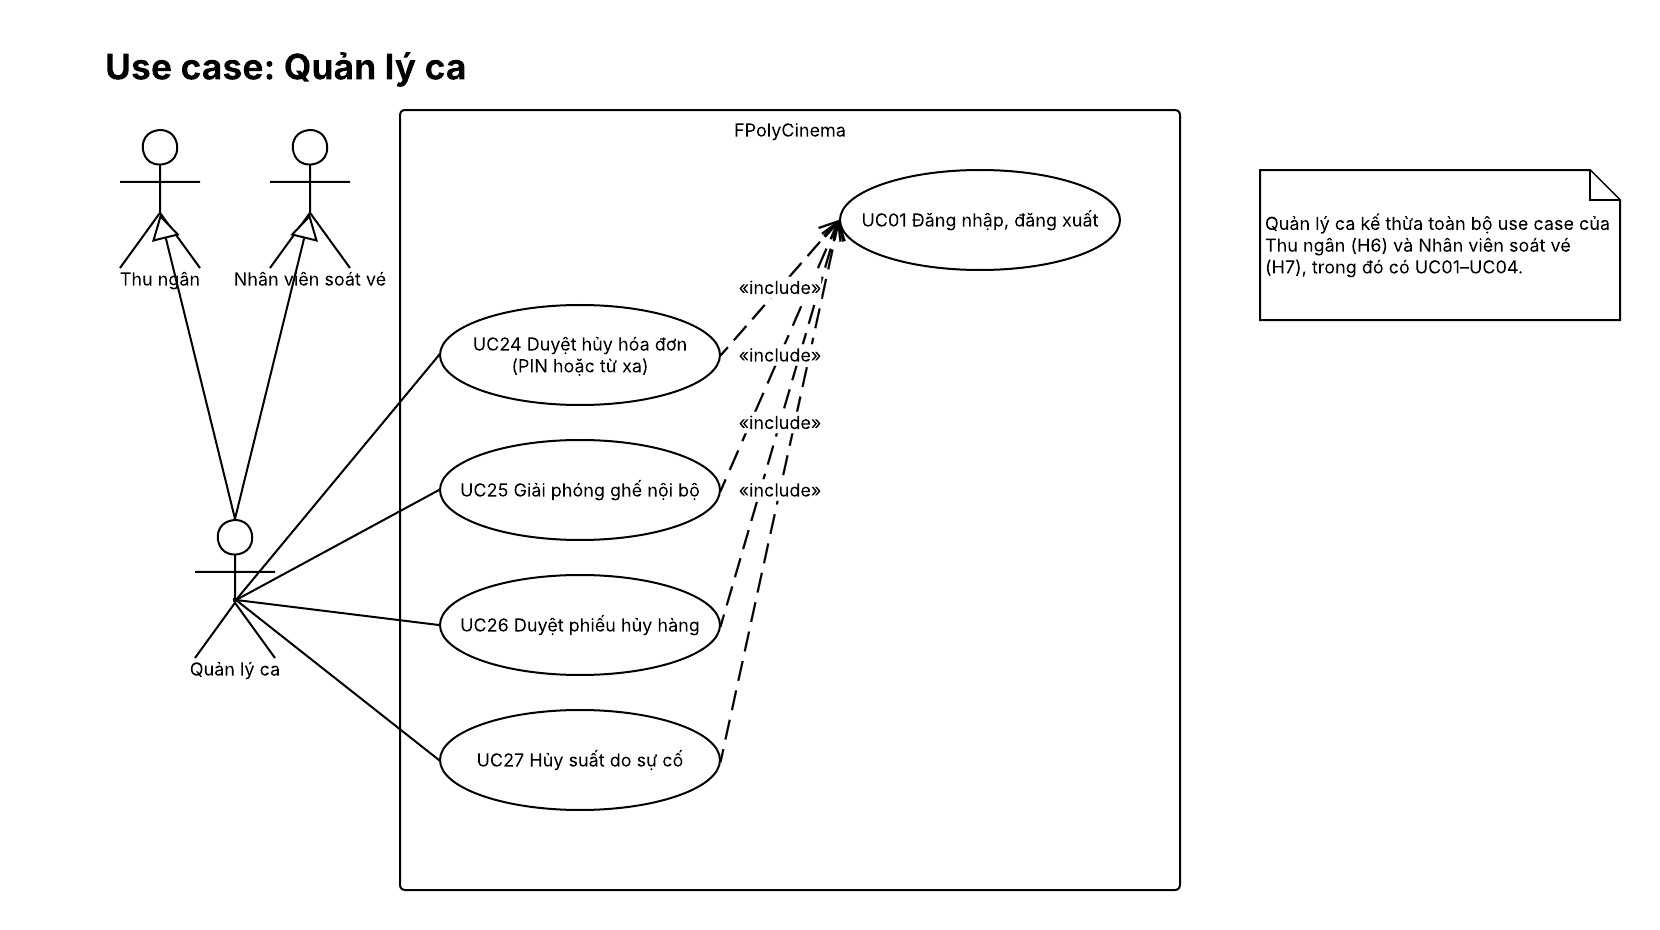 Use case: Quản lý ca
FPolyCinema
Thu ngân
Nhân viên soát vé
UC01 Đăng nhập, đăng xuất
Quản lý ca kế thừa toàn bộ use case của
Thu ngân (H6) và Nhân viên soát vé
(H7), trong đó có UC01–UC04.
«include»
UC24 Duyệt hủy hóa đơn
(PIN hoặc từ xa)
«include»
«include»
UC25 Giải phóng ghế nội bộ
«include»
UC26 Duyệt phiếu hủy hàng
Quản lý ca
UC27 Hủy suất do sự cố